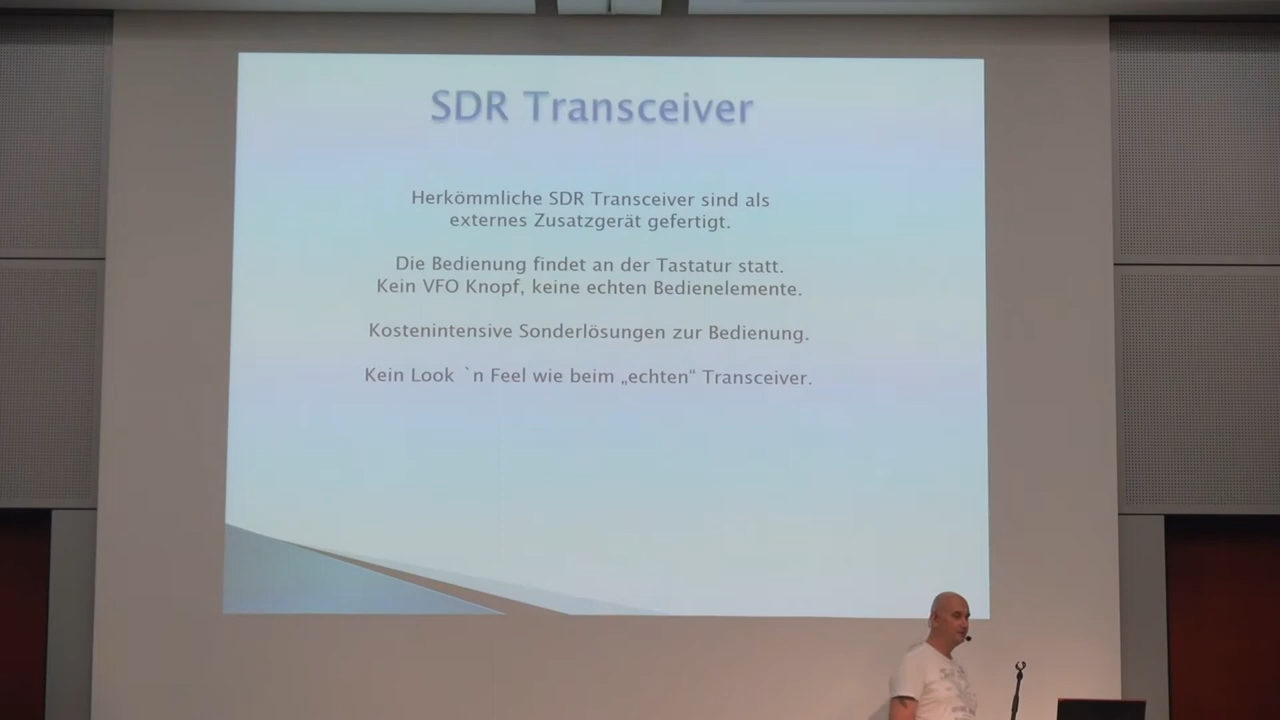 SDR Transceiver
Herkömmliche SDR Transceiver sind als
externes Zusatzgerät gefertigt.
Die Bedienung findet an der Tastatur statt.
Kein VFO Knopf, keine echten Bedienelemente.
Kostenintensive Sonderlösungen zur Bedienung.
Kein Look `n Feel wie beim „echten“ Transceiver.